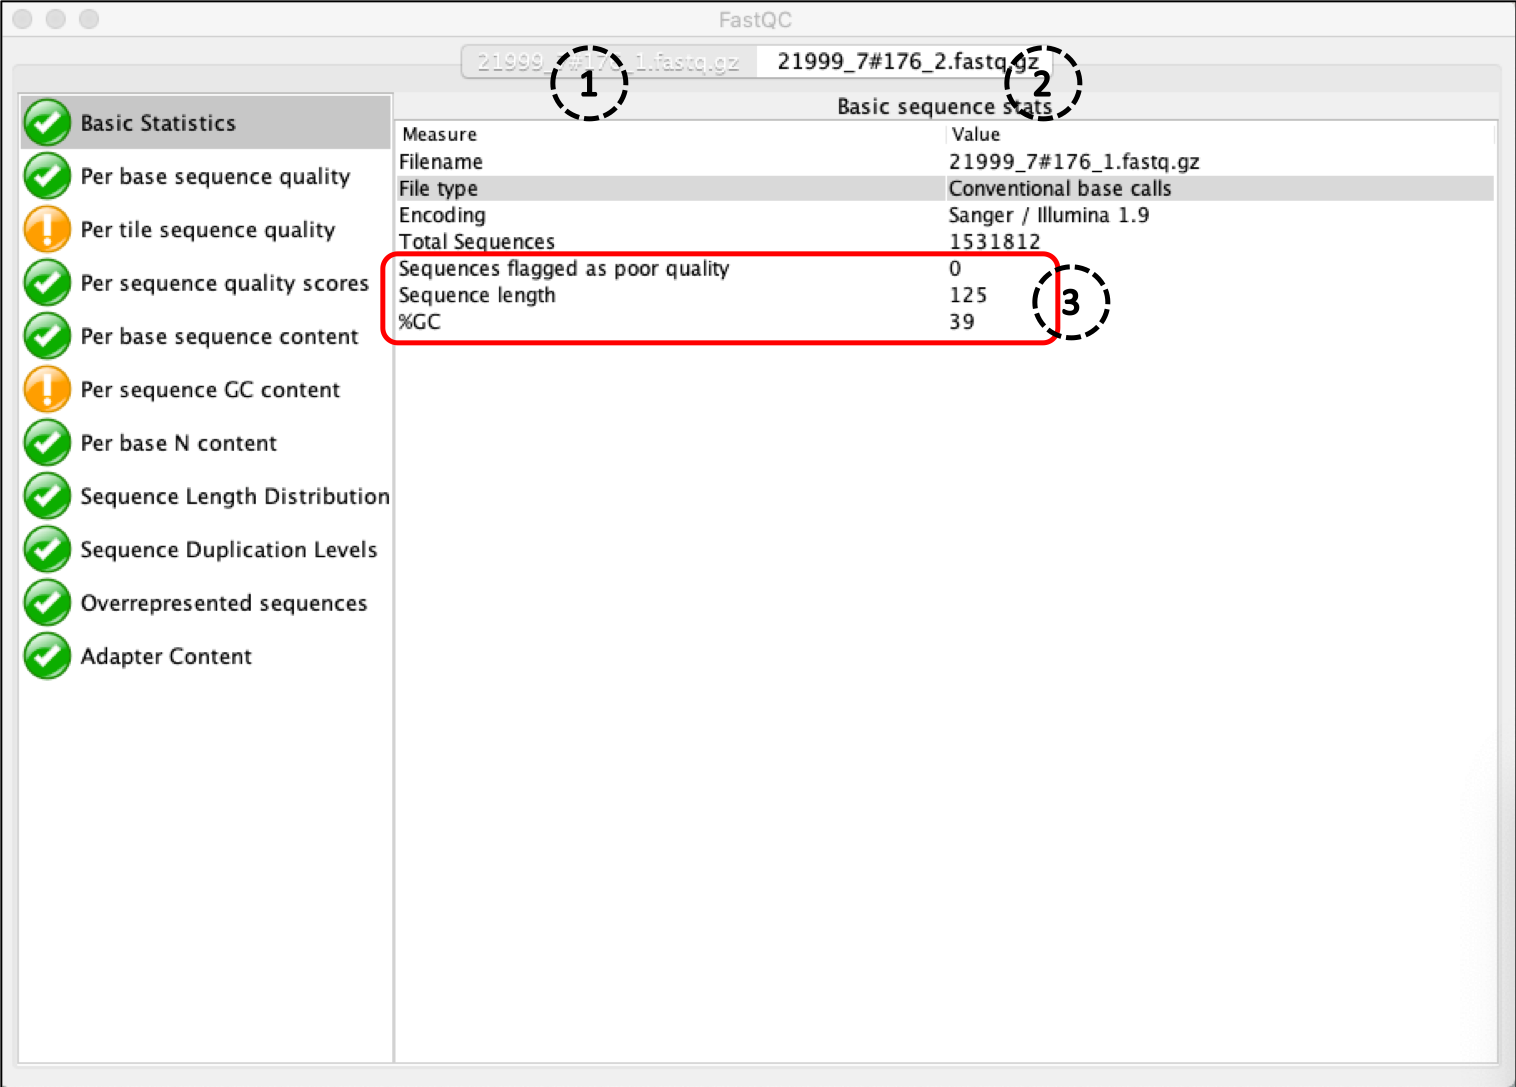 FastQC
21999_7#176_1.fastq.gz 21999_7#176_2.fastq.gz
1 2
Basic sequence stats
Basic Statistics
Per base sequence quality
Per tile sequence quality
Per sequence quality scores
Per base sequence content
Per sequence GC content
Per base N content
Sequence Length Distribution
Sequence Duplication Levels
Overrepresented sequences
Adapter Content
Measure Value
Filename 21999_7#176_1.fastq.gz
File type Conventional base calls
Encoding Sanger / Illumina 1.9
Total Sequences 1531812
Sequences flagged as poor quality 0
Sequence length 125
%GC 39
3